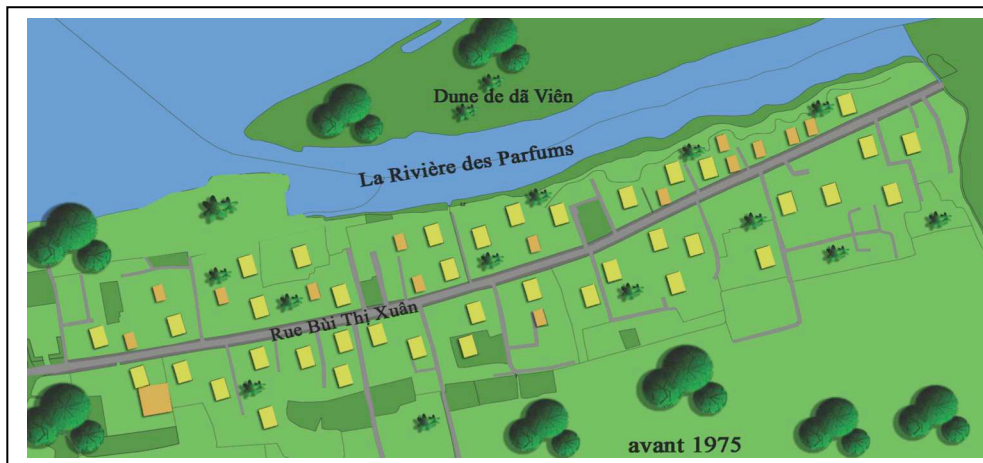 Dune de dã Viên
La Rivière des Parfums
Rue Bùi Thị Xuân
avant 1975